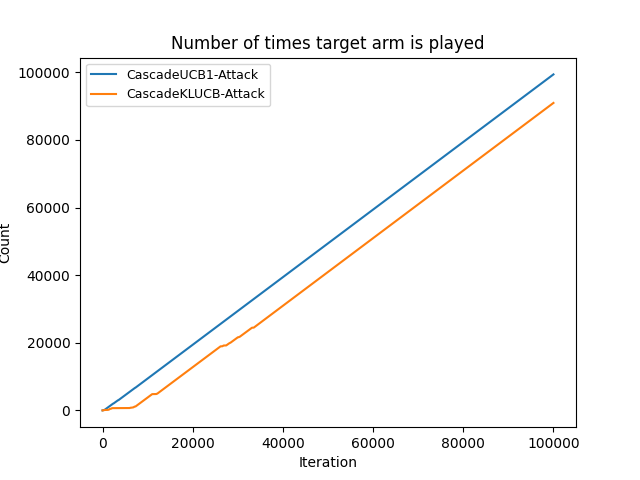 Number of times target arm is played
CascadeUCB1-Attack
CascadeKLUCB-Attack
100000
80000
60000
40000
20000
0
Count
0 20000 40000 60000 80000 100000
Iteration